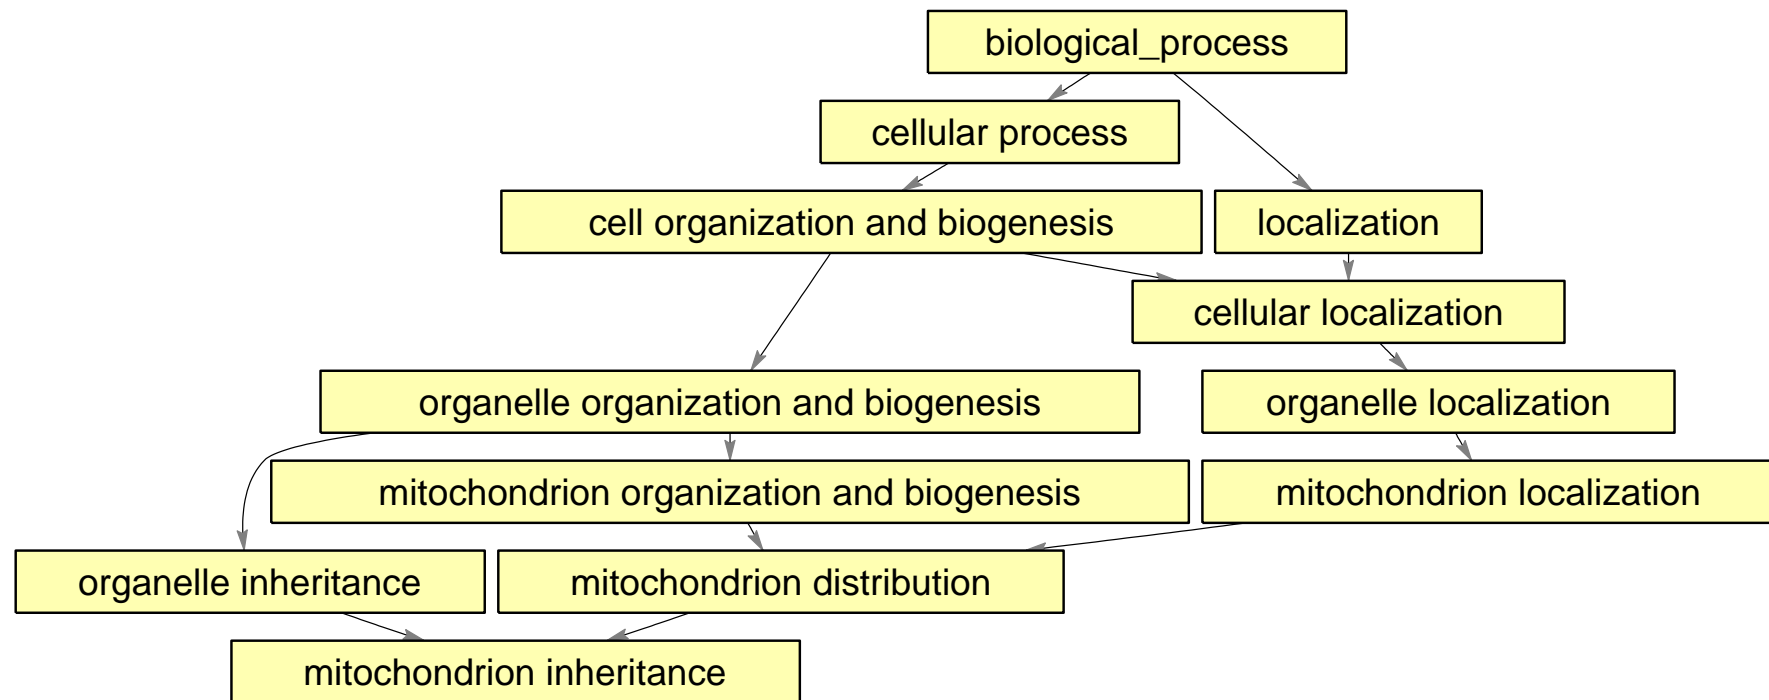 biological_process
cellular process
cell organization and biogenesis
localization
cellular localization
organelle organization and biogenesis
organelle localization
mitochondrion organization and biogenesis
mitochondrion localization
organelle inheritance
mitochondrion distribution
mitochondrion inheritance